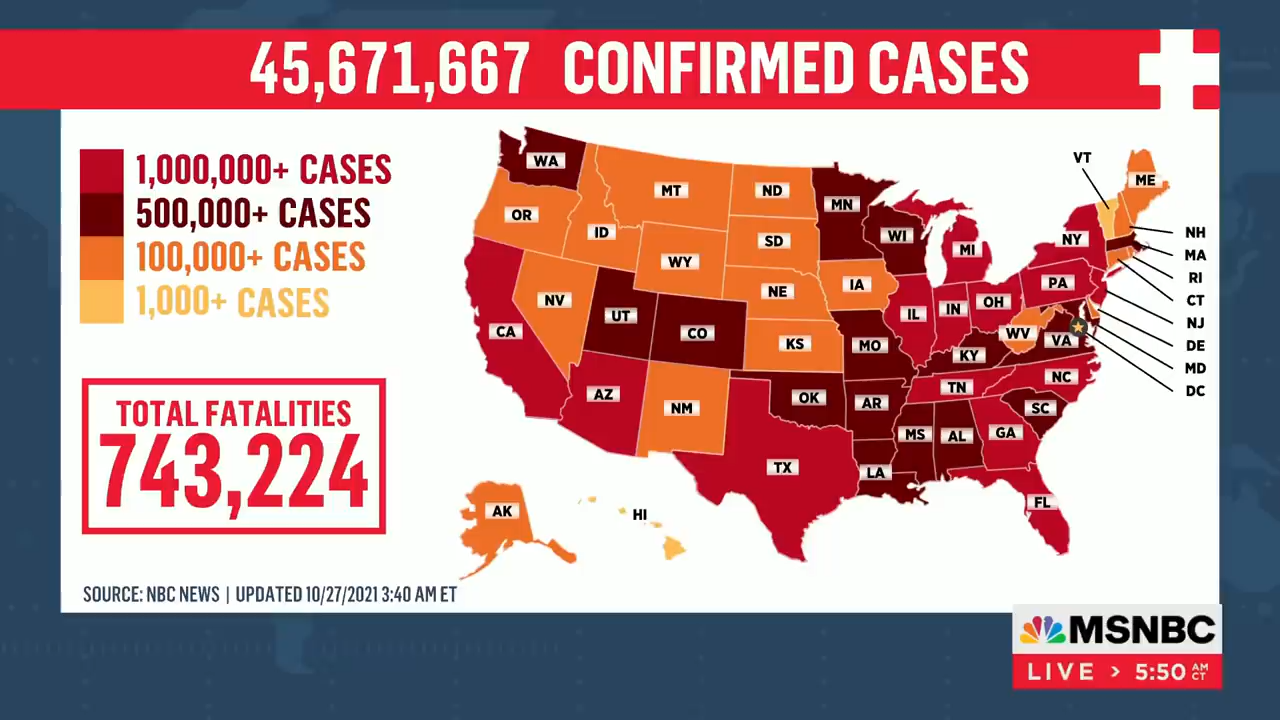 45,671,667 CONFIRMED CASES
1,000,000+ CASES
500,000+ CASES
100,000+ CASES
1,000+ CASES
TOTAL FATALITIES
743,224
WA
OR
CA
NV
ID
MT
WY
UT
CO
AZ
NM
ND
SD
NE
KS
OK
TX
MN
IA
MO
AR
LA
WI
IL
MI
IN
OH
KY
TN
MS
AL
GA
FL
SC
NC
VA
WV
PA
NY
VT
ME
NH
MA
RI
CT
NJ
DE
MD
DC
AK
HI
SOURCE: NBC NEWS | UPDATED 10/27/2021 3:40 AM ET
MSNBC
LIVE > 5:50 AM CT